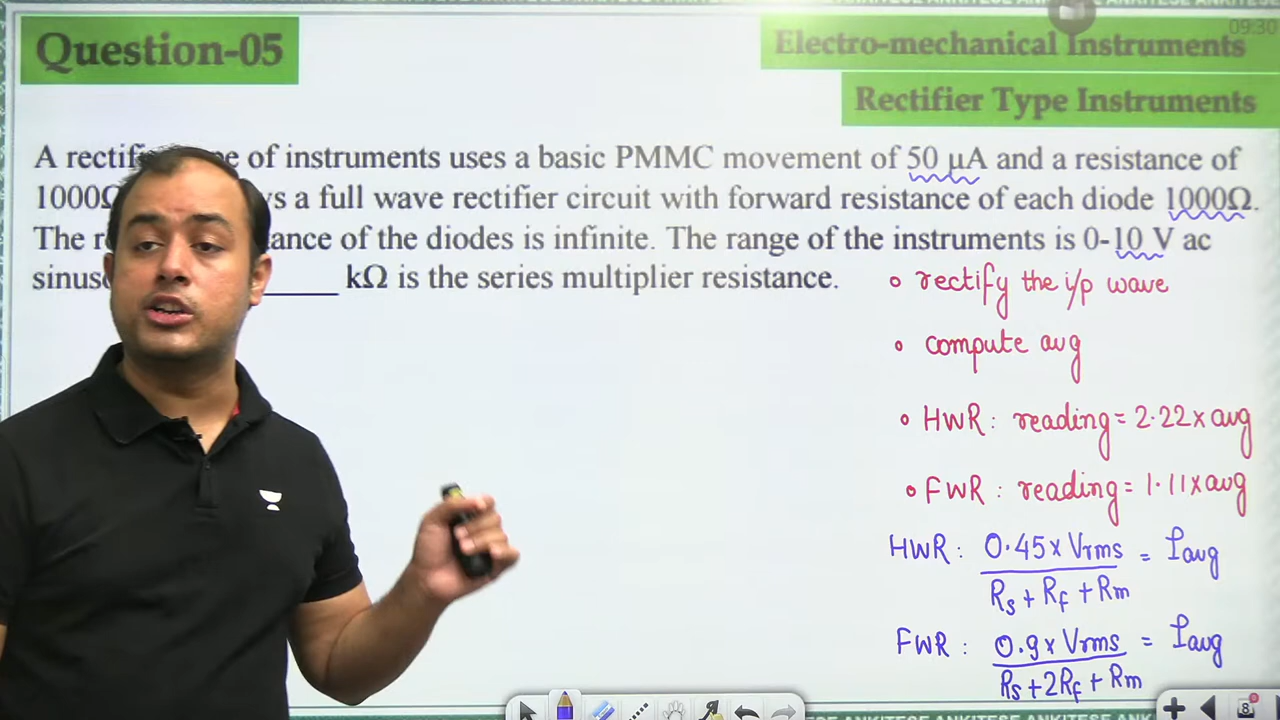 Question-05
Electro-mechanical Instruments
09:30
Rectifier Type Instruments
A rectif e of instruments uses a basic PMMC movement of 50 μA and a resistance of
1000Ω s a full wave rectifier circuit with forward resistance of each diode 1000Ω.
The r ance of the diodes is infinite. The range of the instruments is 0-10 V ac
sinus ______ kΩ is the series multiplier resistance.
• rectify the i/p wave
• compute avg
• HWR: reading = 2.22 x avg
• FWR: reading = 1.11 x avg
HWR: 0.45 x Vrms / Rs + Rf + Rm = Iavg
FWR: 0.9 x Vrms / Rs + 2Rf + Rm = Iavg